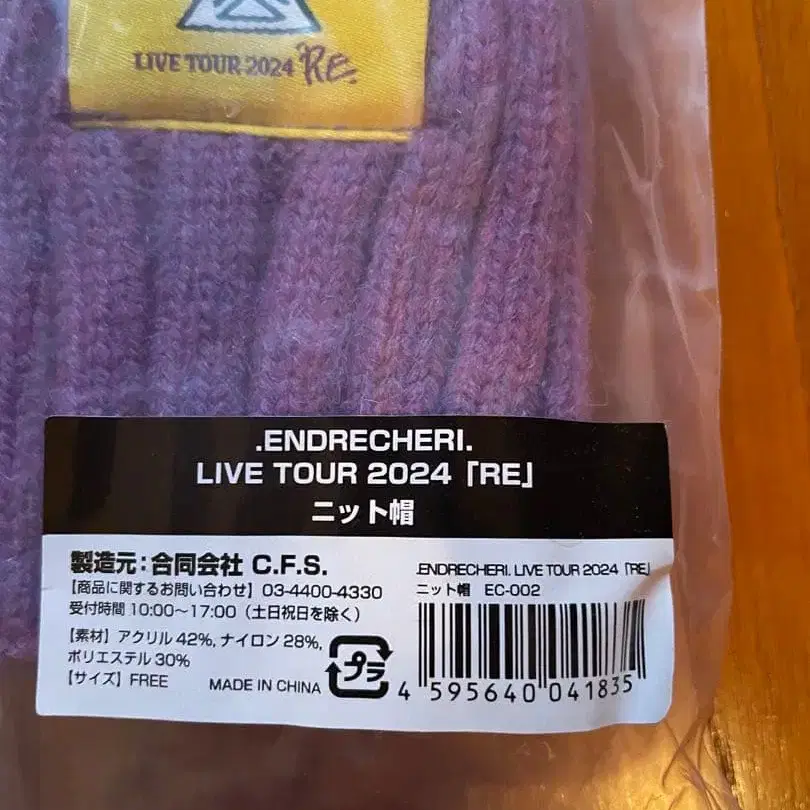 LIVE TOUR 2024 RE
.ENDRECHERI.
LIVE TOUR 2024「RE」
ニット帽
製造元：合同会社 C.F.S.
【商品に関するお問い合わせ】03-4400-4330
受付時間 10:00～17:00（土日祝日を除く）
【素材】アクリル 42%, ナイロン 28%,
ポリエステル 30%
【サイズ】FREE MADE IN CHINA
プラ
.ENDRECHERI. LIVE TOUR 2024「RE」
ニット帽 EC-002
4 595640 041835